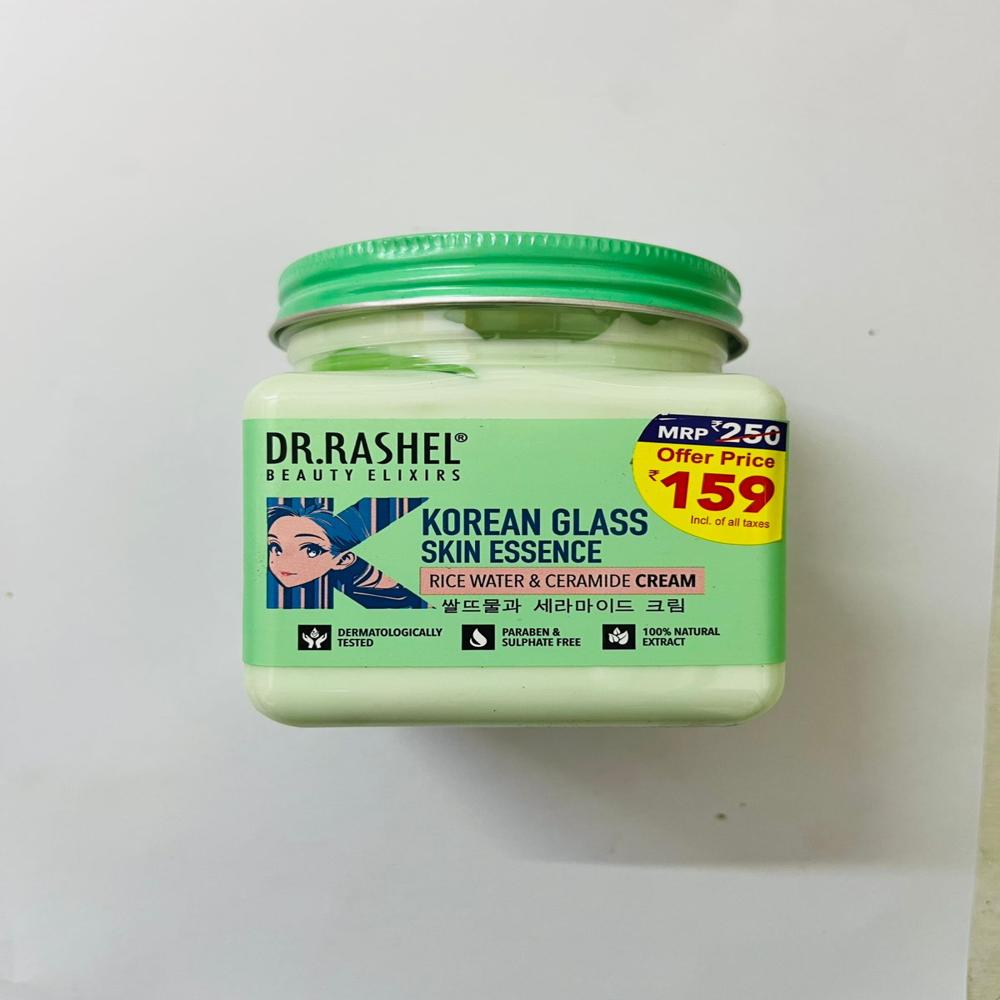 DR.RASHEL®
BEAUTY ELIXIRS
MRP ₹250
Offer Price
₹159
Incl. of all taxes
KOREAN GLASS
SKIN ESSENCE
RICE WATER & CERAMIDE CREAM
쌀뜨물과 세라마이드 크림
DERMATOLOGICALLY
TESTED
PARABEN &
SULPHATE FREE
100% NATURAL
EXTRACT